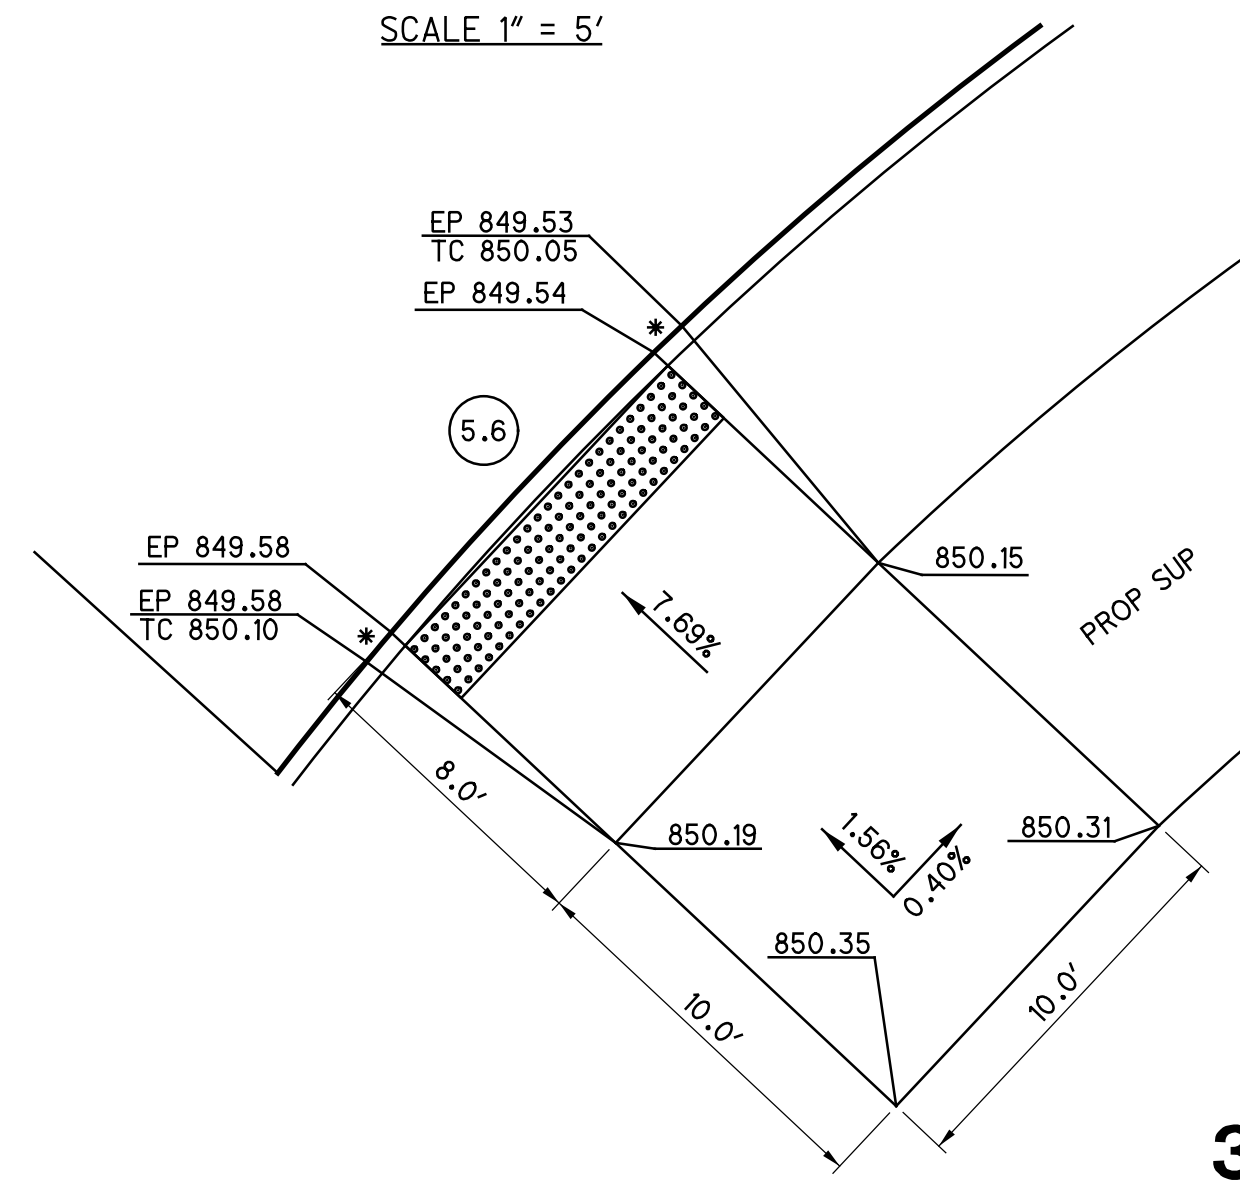 SCALE 1" = 5'
EP 849.53
TC 850.05
EP 849.54
5.6
EP 849.58
EP 849.58
TC 850.10
850.15
PROP SUP
7.69%
8.0'
850.19
1.56%
0.40%
850.31
850.35
10.0'
10.0'
3